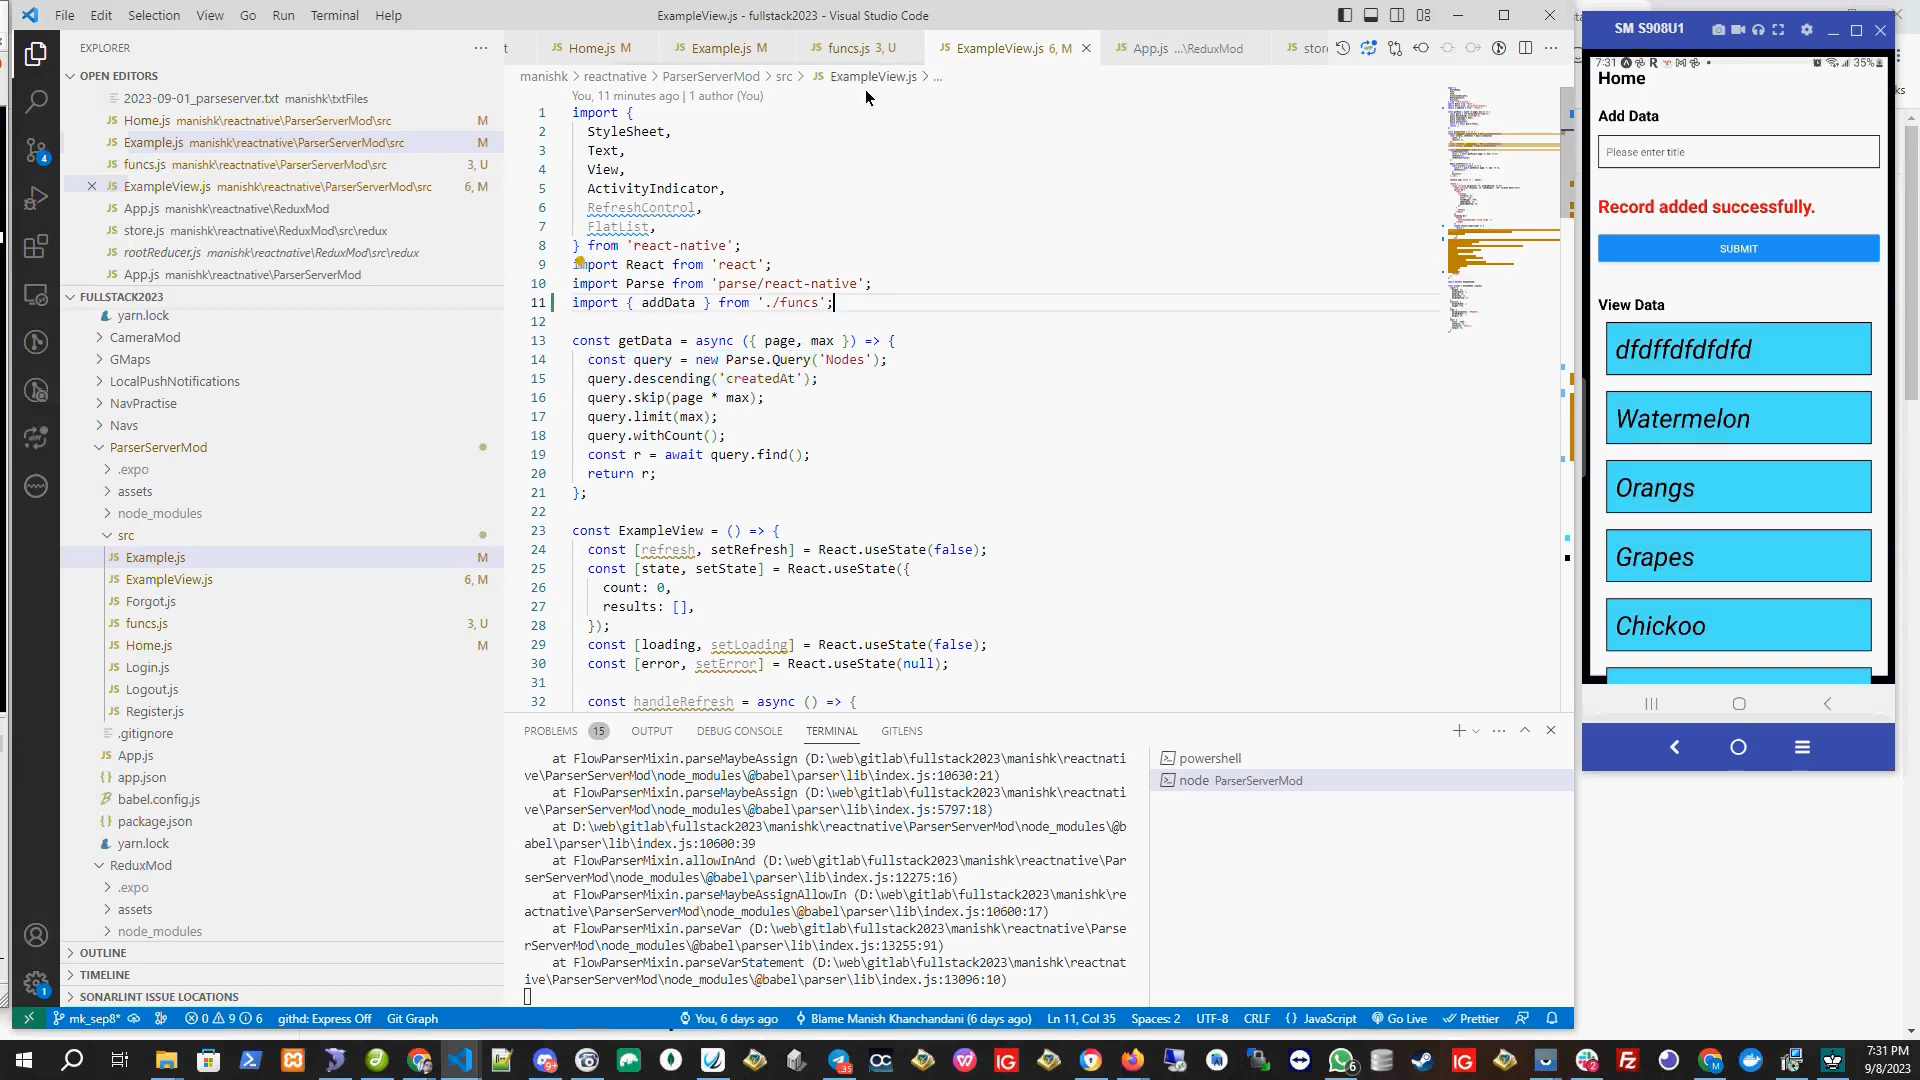 File Edit Selection View Go Run Terminal Help
ExampleView.js - fullstack2023 - Visual Studio Code
EXPLORER
OPEN EDITORS
2023-09-01_parseserver.txt manishk\txtFiles
Home.js manishk\reactnative\ParserServerMod\src M
Example.js manishk\reactnative\ParserServerMod\src M
funcs.js manishk\reactnative\ParserServerMod\src 3, U
ExampleView.js manishk\reactnative\ParserServerMod\src 6, M
App.js manishk\reactnative\ReduxMod
store.js manishk\reactnative\ReduxMod\src\redux
rootReducer.js manishk\reactnative\ReduxMod\src\redux
App.js manishk\reactnative\ParserServerMod
FULLSTACK2023
yarn.lock
CameraMod
GMaps
LocalPushNotifications
NavPractise
Navs
ParserServerMod
.expo
assets
node_modules
src
Example.js M
ExampleView.js 6, M
Forgot.js
funcs.js 3, U
Home.js M
Login.js
Logout.js
Register.js
.gitignore
App.js
app.json
babel.config.js
package.json
yarn.lock
ReduxMod
.expo
assets
node_modules
OUTLINE
TIMELINE
SONARLINT ISSUE LOCATIONS
Home.js M
Example.js M
funcs.js 3, U
ExampleView.js 6, M
App.js ...\ReduxMod
store
manishk > reactnative > ParserServerMod > src > JS ExampleView.js > ...
You, 11 minutes ago | 1 author (You)
1 import {
2 StyleSheet,
3 Text,
4 View,
5 ActivityIndicator,
6 RefreshControl,
7 FlatList,
8 } from 'react-native';
9 import React from 'react';
10 import Parse from 'parse/react-native';
11 import { addData } from './funcs';
12
13 const getData = async ({ page, max }) => {
14 const query = new Parse.Query('Nodes');
15 query.descending('createdAt');
16 query.skip(page * max);
17 query.limit(max);
18 query.withCount();
19 const r = await query.find();
20 return r;
21 };
22
23 const ExampleView = () => {
24 const [refresh, setRefresh] = React.useState(false);
25 const [state, setState] = React.useState({
26 count: 0,
27 results: [],
28 });
29 const [loading, setLoading] = React.useState(false);
30 const [error, setError] = React.useState(null);
31
32 const handleRefresh = async () => {
PROBLEMS 15 OUTPUT DEBUG CONSOLE TERMINAL GITLENS
at FlowParserMixin.parseMaybeAssign (D:\web\gitlab\fullstack2023\manishk\reactnati
ve\ParserServerMod\node_modules\@babel\parser\lib\index.js:10630:21)
at FlowParserMixin.parseMaybeAssign (D:\web\gitlab\fullstack2023\manishk\reactnati
ve\ParserServerMod\node_modules\@babel\parser\lib\index.js:5797:18)
at D:\web\gitlab\fullstack2023\manishk\reactnative\ParserServerMod\node_modules\@b
abel\parser\lib\index.js:10600:39
at FlowParserMixin.allowInAnd (D:\web\gitlab\fullstack2023\manishk\reactnative\Par
serServerMod\node_modules\@babel\parser\lib\index.js:12275:16)
at FlowParserMixin.parseMaybeAssignAllowIn (D:\web\gitlab\fullstack2023\manishk\re
actnative\ParserServerMod\node_modules\@babel\parser\lib\index.js:10600:17)
at FlowParserMixin.parseVar (D:\web\gitlab\fullstack2023\manishk\reactnative\Parse
rServerMod\node_modules\@babel\parser\lib\index.js:13255:91)
at FlowParserMixin.parseVarStatement (D:\web\gitlab\fullstack2023\manishk\reactnat
ive\ParserServerMod\node_modules\@babel\parser\lib\index.js:13096:10)
powershell
node ParserServerMod
SM S908U1
7:31 35%
Home
Add Data
Please enter title
Record added successfully.
SUBMIT
View Data
dfdffdfdfdfd
Watermelon
Orangs
Grapes
Chickoo
mk_sep8* 0 9 6 githd: Express Off Git Graph You, 6 days ago Blame Manish Khanchandani (6 days ago) Ln 11, Col 35 Spaces: 2 UTF-8 CRLF JavaScript Go Live Prettier
7:31 PM
9/8/2023